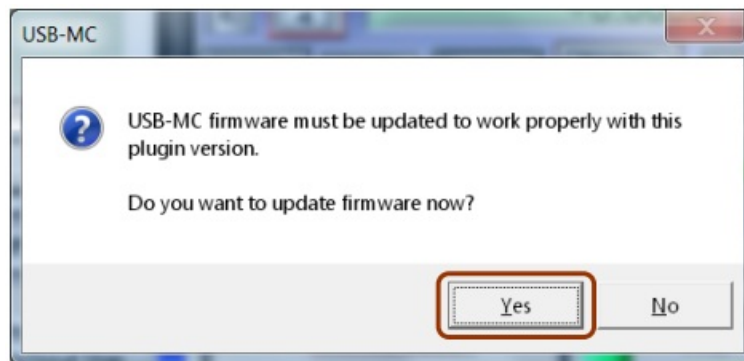 USB-MC
USB-MC firmware must be updated to work properly with this
plugin version.
Do you want to update firmware now?
Yes
No